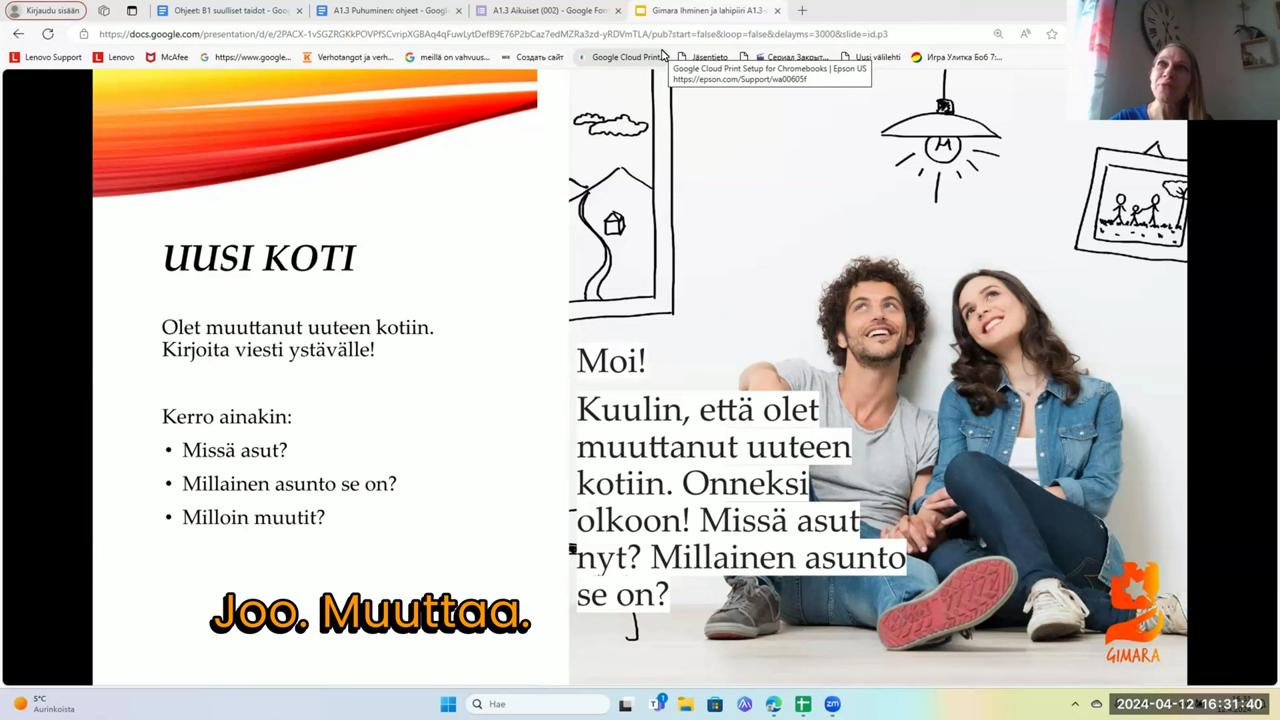 Kirjaudu sisään
Ohjeet: B1 suulliset taidot - Goog
A1.3 Puhuminen: ohjeet - Google
A1.3 Aikuiset (002) - Google For
Gimara Ihminen ja lahipiiri A1.3
https://docs.google.com/presentation/d/e/2PACX-1vSGZRGKkPOVPfSCvripXGBAq4qFuwLytDefB9E76P2bCaz7edMZRa3zd-yRDVmTLA/pub?start=false&loop=false&delayms=3000&slide=id.p3
Lenovo Support
Lenovo
McAfee
https://www.google...
Verhotangot ja verh...
meillä on vahvuus...
Создать сайт
Google Cloud Print
Jäsentieto
Сериал Закрыт...
Uusi välilehti
Игра Улитка Боб 7:...
Google Cloud Print Setup for Chromebooks | Epson US
https://epson.com/Support/wa00605f
UUSI KOTI
Olet muuttanut uuteen kotiin.
Kirjoita viesti ystävälle!
Kerro ainakin:
• Missä asut?
• Millainen asunto se on?
• Milloin muutit?
Moi!
Kuulin, että olet
muuttanut uuteen
kotiin. Onneksi
olkoon! Missä asut
nyt? Millainen asunto
se on?
Joo. Muuttaa.
GIMARA
5°C
Aurinkoista
Hae
2024-04-12 16:31:40